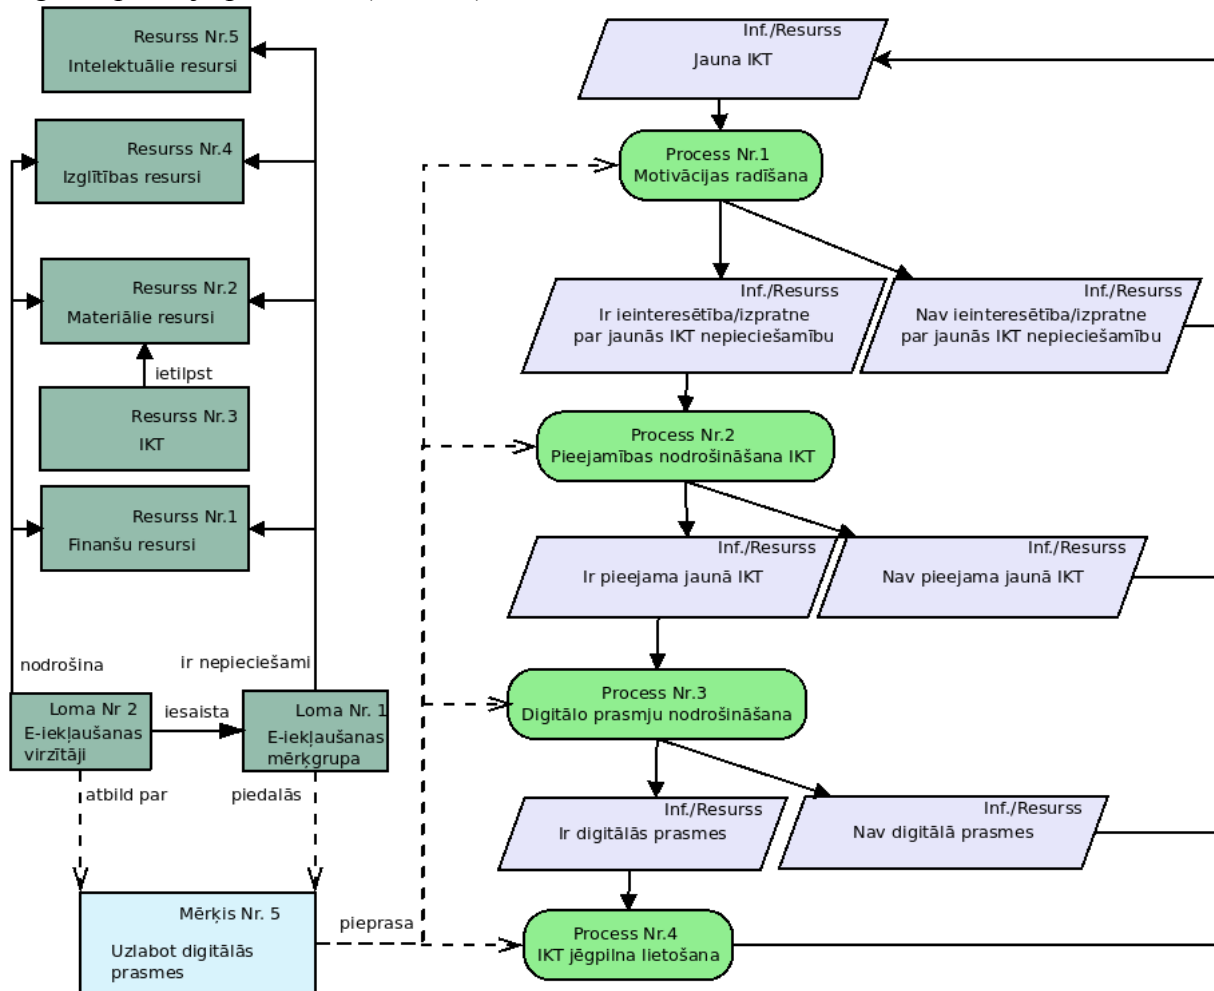 Resurss Nr.5
Intelektuālie resursi
Resurss Nr.4
Izglītības resursi
Resurss Nr.2
Materiālie resursi
ietilpst
Resurss Nr.3
IKT
Resurss Nr.1
Finanšu resursi
nodrošina
ir nepieciešami
Loma Nr 2
E-iekļaušanas
virzītāji
iesaista
Loma Nr. 1
E-iekļaušanas
mērķgrupa
atbild par
piedalās
Mērķis Nr. 5
Uzlabot digitālās
prasmes
pieprasa
Inf./Resurss
Jauna IKT
Process Nr.1
Motivācijas radīšana
Inf./Resurss
Ir ieinteresētība/izpratne
par jaunās IKT nepieciešamību
Inf./Resurss
Nav ieinteresētība/izpratne
par jaunās IKT nepieciešamību
Process Nr.2
Pieejamības nodrošināšana IKT
Inf./Resurss
Ir pieejama jaunā IKT
Inf./Resurss
Nav pieejama jaunā IKT
Process Nr.3
Digitālo prasmju nodrošināšana
Inf./Resurss
Ir digitālās prasmes
Inf./Resurss
Nav digitālā prasmes
Process Nr.4
IKT jēgpilna lietošana